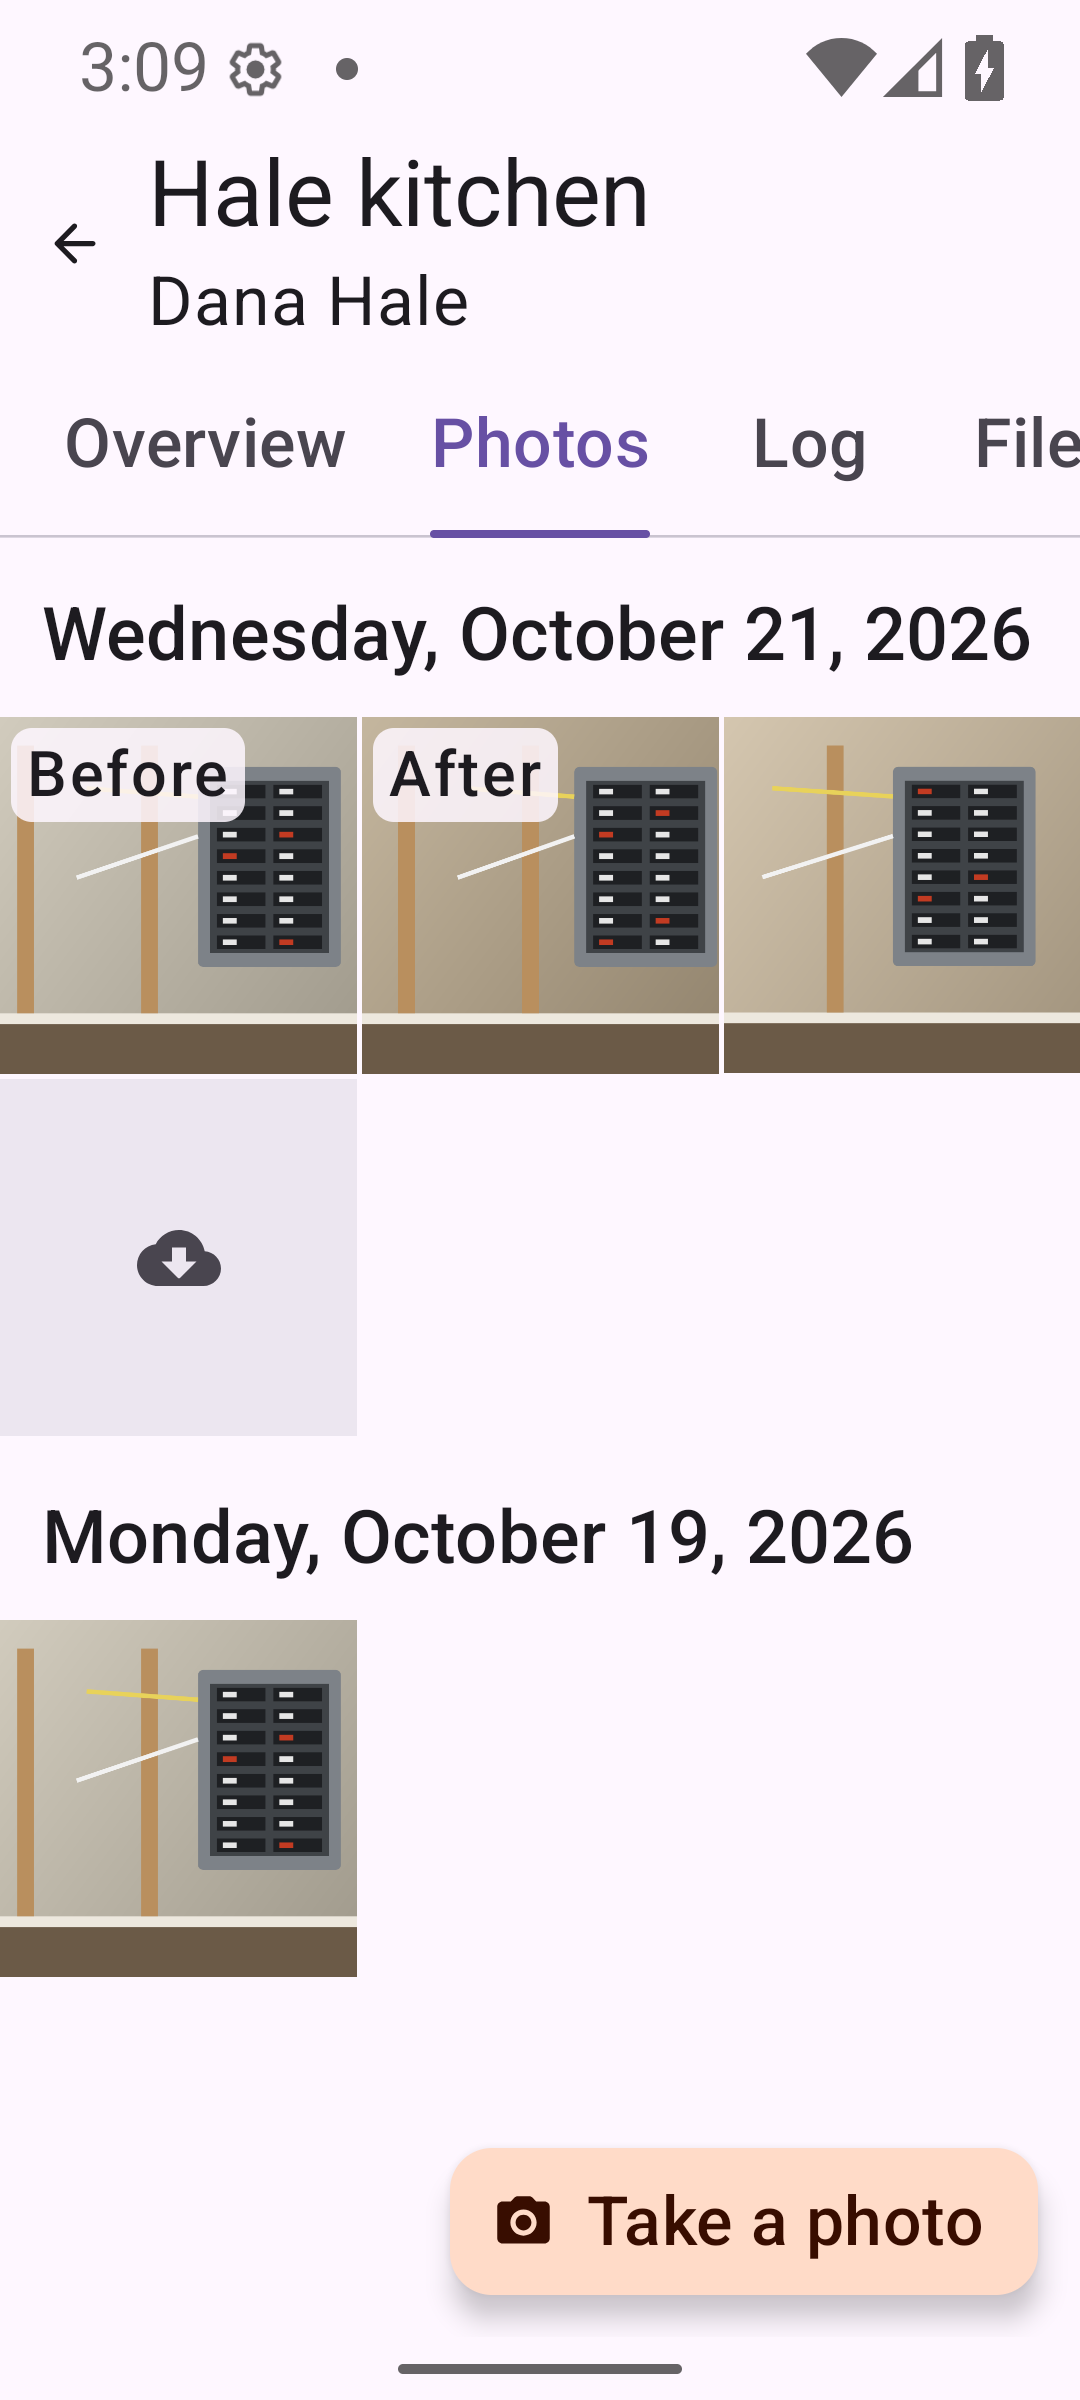 3:09
Hale kitchen
Dana Hale
Overview Photos Log File
Wednesday, October 21, 2026
Before After
Monday, October 19, 2026
Take a photo